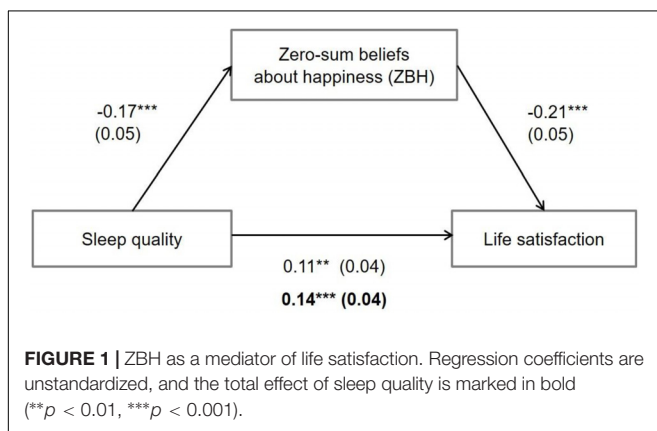 Zero-sum beliefs
about happiness (ZBH)
-0.17***
(0.05)
-0.21***
(0.05)
Sleep quality
Life satisfaction
0.11** (0.04)
0.14*** (0.04)
FIGURE 1 | ZBH as a mediator of life satisfaction. Regression coefficients are
unstandardized, and the total effect of sleep quality is marked in bold
(**p < 0.01, ***p < 0.001).